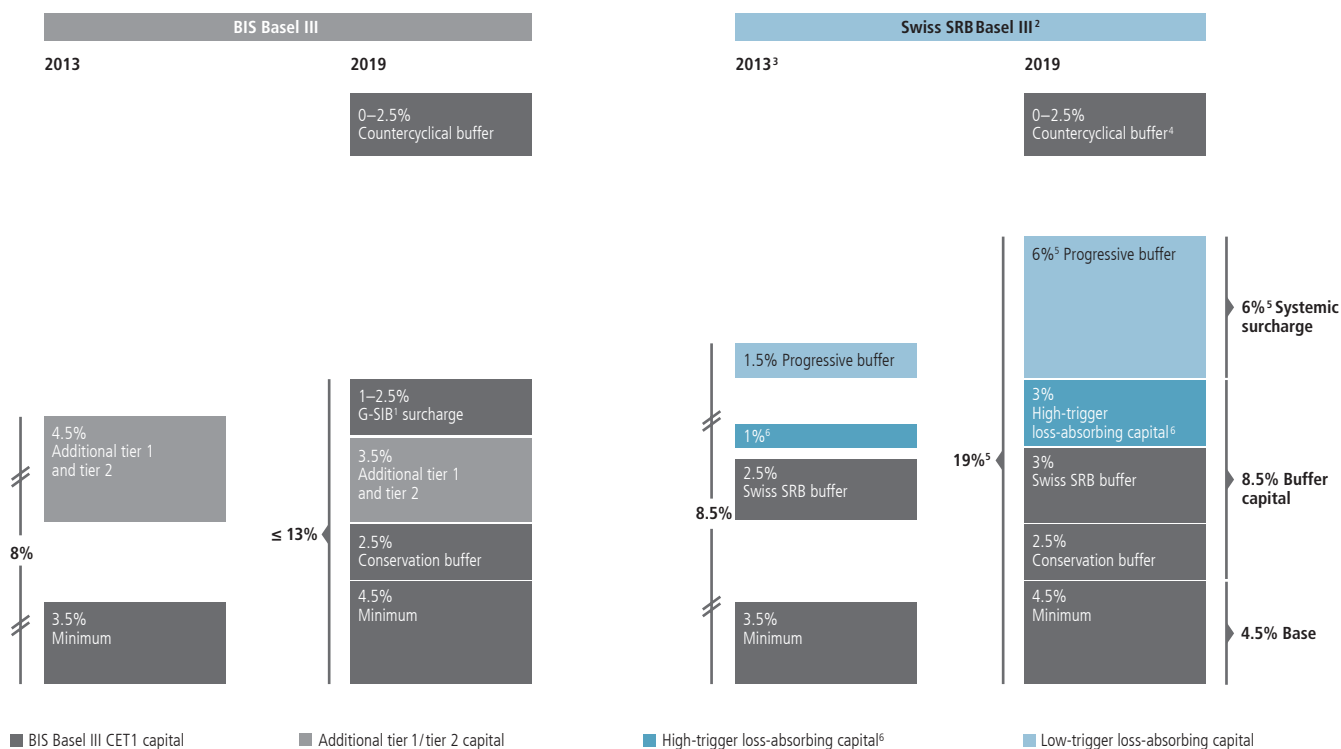 BIS Basel III
2013
2019
0–2.5%
Countercyclical buffer
4.5%
Additional tier 1
and tier 2
8%
3.5%
Minimum
≤ 13%
1–2.5%
G-SIB¹ surcharge
3.5%
Additional tier 1
and tier 2
2.5%
Conservation buffer
4.5%
Minimum
Swiss SRB Basel III²
2013³
2019
0–2.5%
Countercyclical buffer⁴
1.5% Progressive buffer
1%⁶
2.5%
Swiss SRB buffer
8.5%
3.5%
Minimum
19%⁵
6%⁵ Progressive buffer
3%
High-trigger
loss-absorbing capital⁶
3%
Swiss SRB buffer
2.5%
Conservation buffer
4.5%
Minimum
6%⁵ Systemic
surcharge
8.5% Buffer
capital
4.5% Base
BIS Basel III CET1 capital
Additional tier 1/tier 2 capital
High-trigger loss-absorbing capital⁶
Low-trigger loss-absorbing capital